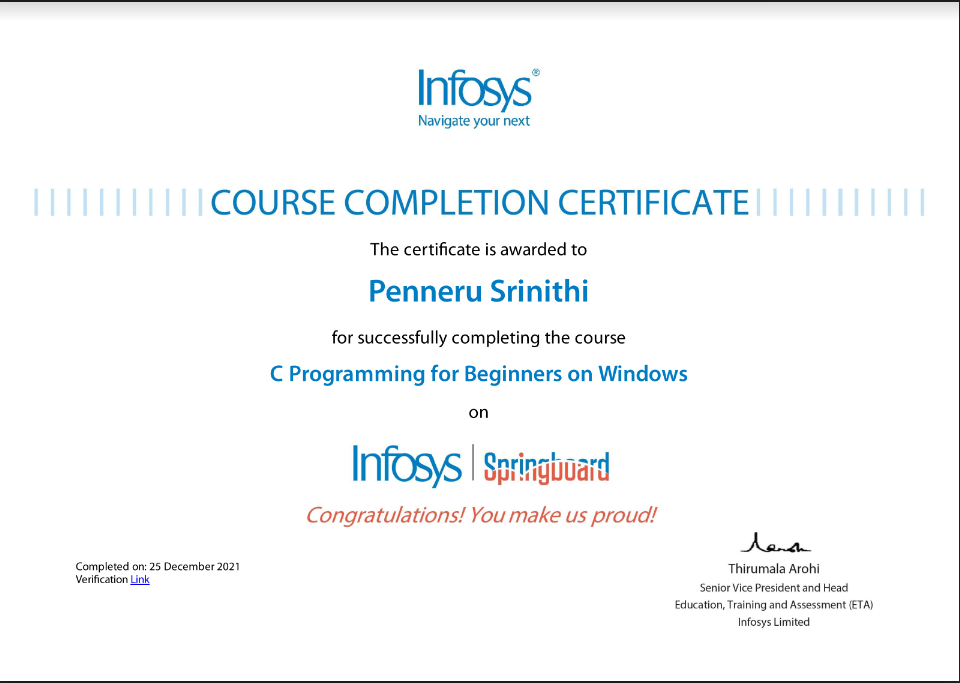 Infosys®
Navigate your next
COURSE COMPLETION CERTIFICATE
The certificate is awarded to
Penneru Srinithi
for successfully completing the course
C Programming for Beginners on Windows
on
Infosys | Springboard
Congratulations! You make us proud!
Completed on: 25 December 2021
Verification Link
Thirumala Arohi
Senior Vice President and Head
Education, Training and Assessment (ETA)
Infosys Limited